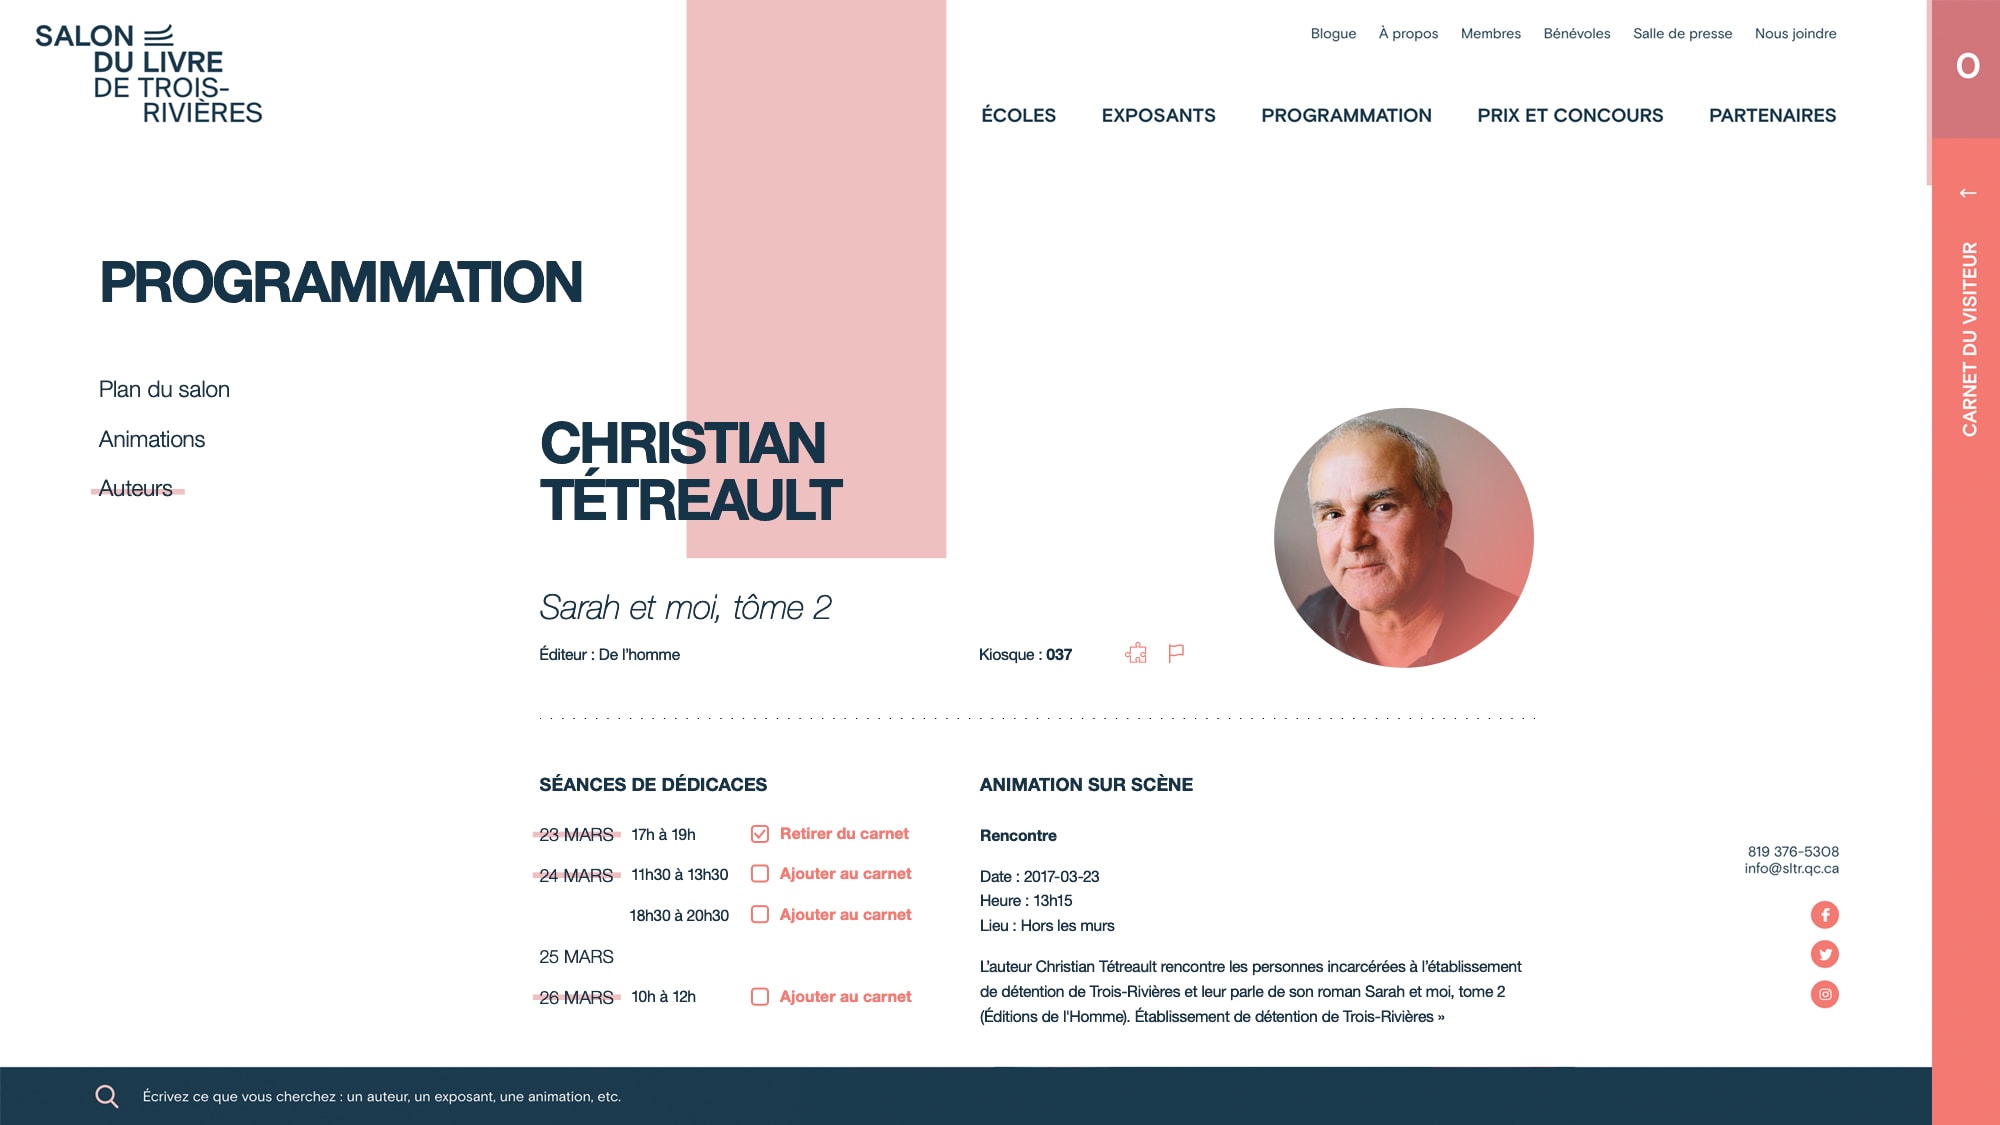 SALON
DU LIVRE
DE TROIS-
RIVIÈRES
Blogue À propos Membres Bénévoles Salle de presse Nous joindre
ÉCOLES EXPOSANTS PROGRAMMATION PRIX ET CONCOURS PARTENAIRES
0
← CARNET DU VISITEUR
PROGRAMMATION
Plan du salon
Animations
Auteurs
CHRISTIAN
TÉTREAULT
Sarah et moi, tôme 2
Éditeur : De l'homme
Kiosque : 037
SÉANCES DE DÉDICACES
23 MARS 17h à 19h Retirer du carnet
24 MARS 11h30 à 13h30 Ajouter au carnet
18h30 à 20h30 Ajouter au carnet
25 MARS
26 MARS 10h à 12h Ajouter au carnet
ANIMATION SUR SCÈNE
Rencontre
Date : 2017-03-23
Heure : 13h15
Lieu : Hors les murs
L'auteur Christian Tétreault rencontre les personnes incarcérées à l'établissement
de détention de Trois-Rivières et leur parle de son roman Sarah et moi, tome 2
(Éditions de l'Homme). Établissement de détention de Trois-Rivières »
819 376-5308
info@sltr.qc.ca
Écrivez ce que vous cherchez : un auteur, un exposant, une animation, etc.